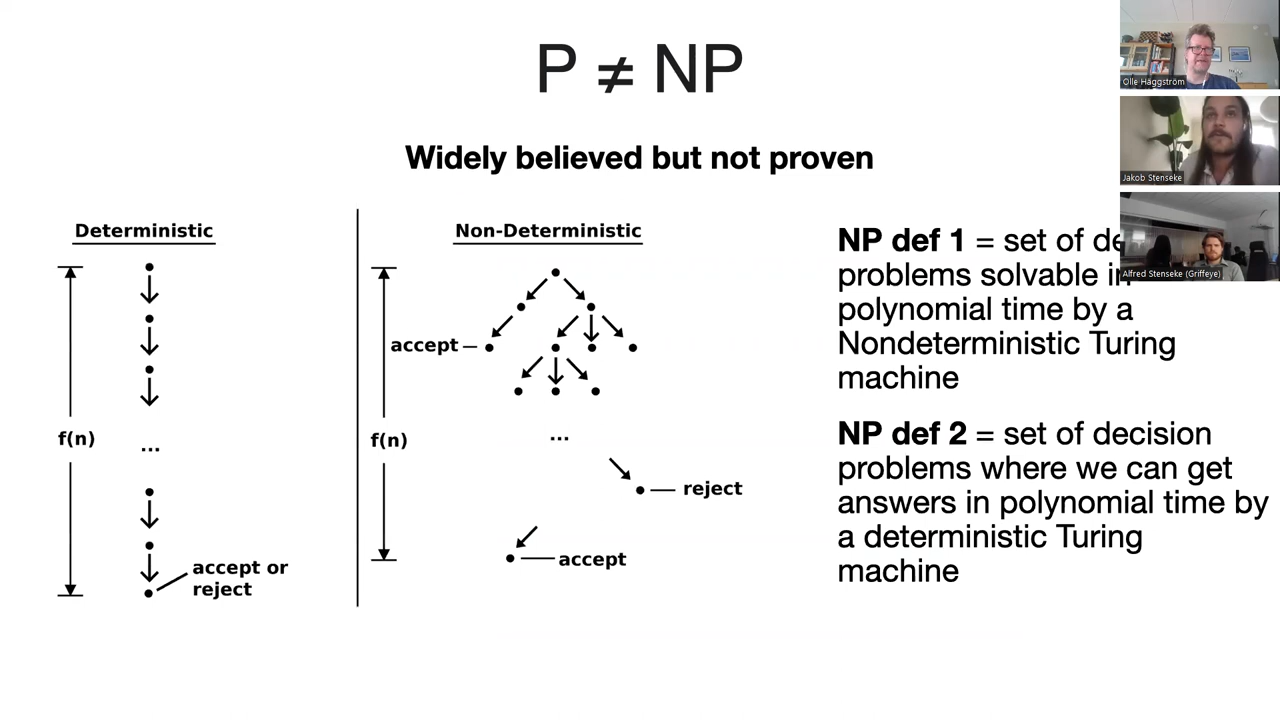 P ≠ NP
Widely believed but not proven
Deterministic
f(n)
...
accept or
reject
Non-Deterministic
accept
f(n)
...
reject
accept
NP def 1 = set of
problems solvable
polynomial time by a
Nondeterministic Turing
machine
NP def 2 = set of decision
problems where we can get
answers in polynomial time by
a deterministic Turing
machine
Olle Häggström
Jakob Stenseke
Alfred Stenseke (Griffeye)